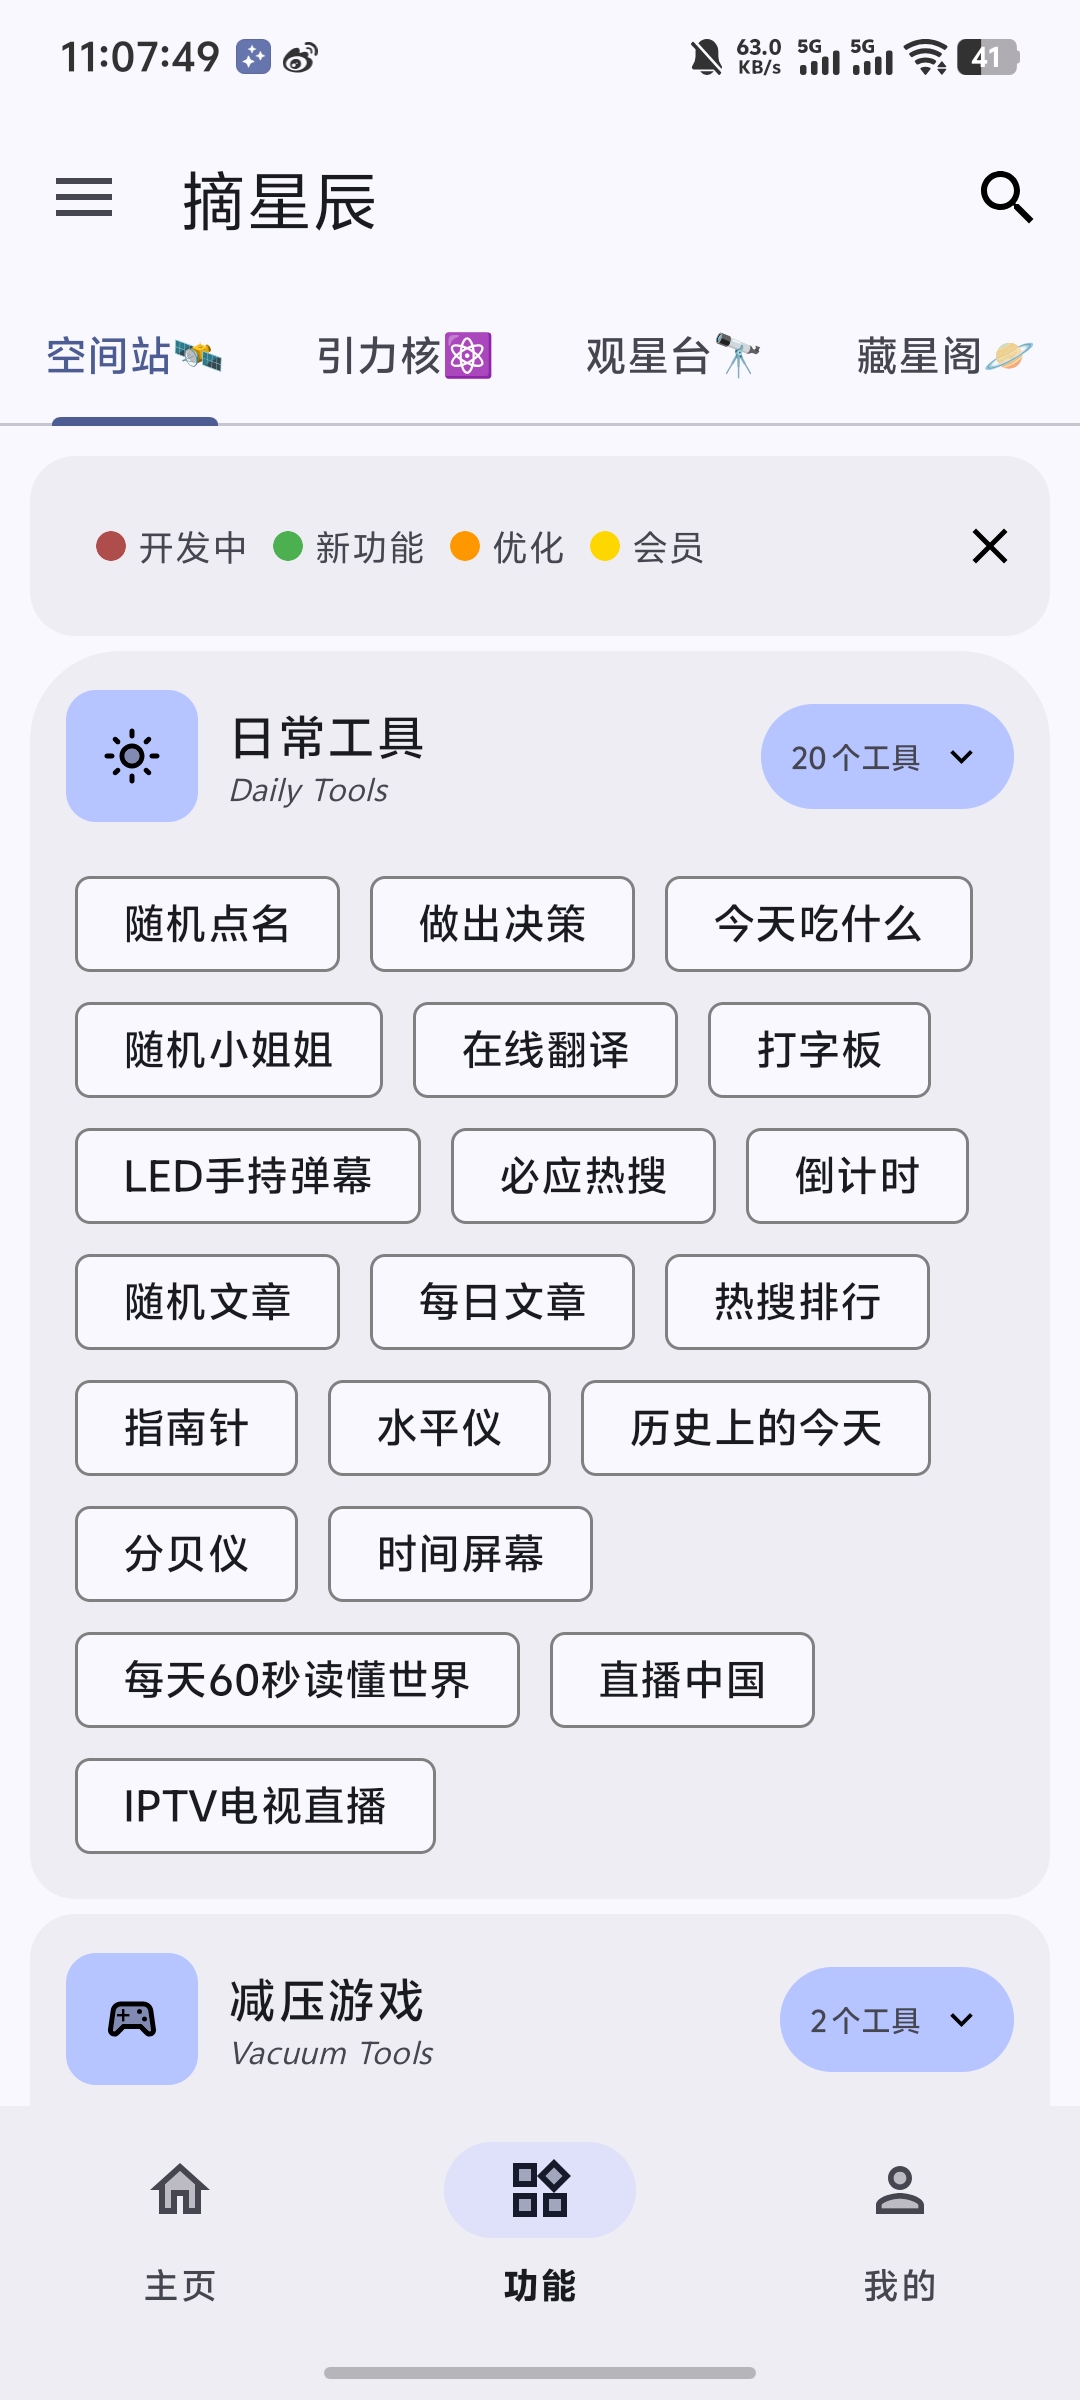 11:07:49 63.0 KB/s 5G 5G 41
摘星辰
空间站 引力核 观星台 藏星阁
开发中 新功能 优化 会员
日常工具
Daily Tools
20个工具
随机点名 做出决策 今天吃什么
随机小姐姐 在线翻译 打字板
LED手持弹幕 必应热搜 倒计时
随机文章 每日文章 热搜排行
指南针 水平仪 历史上的今天
分贝仪 时间屏幕
每天60秒读懂世界 直播中国
IPTV电视直播
减压游戏
Vacuum Tools
2个工具
主页 功能 我的